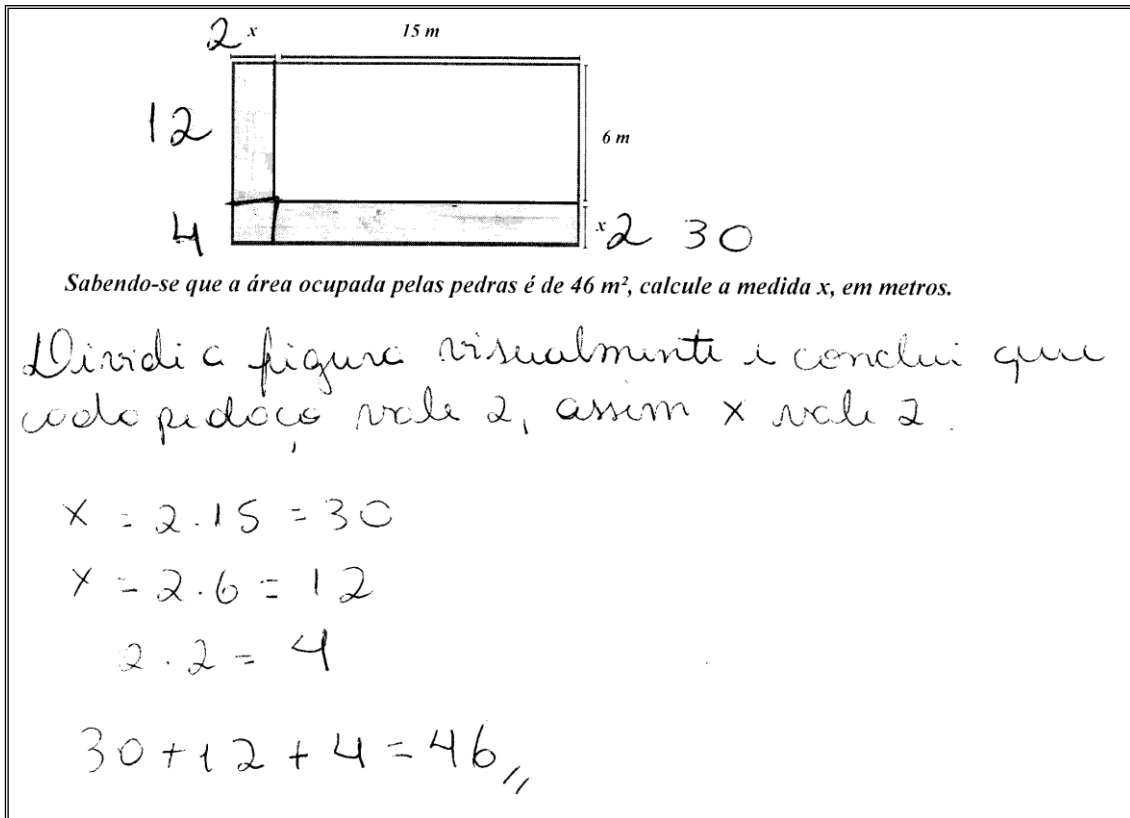 2 x 15 m
12
6 m
4
x 2 30
Sabendo-se que a área ocupada pelas pedras é de 46 m², calcule a medida x, em metros.
Dividi a figura visualmente e conclui que
cada pedaço vale 2, assim x vale 2.
x = 2.15 = 30
x = 2.6 = 12
2.2 = 4
30+12+4=46,,